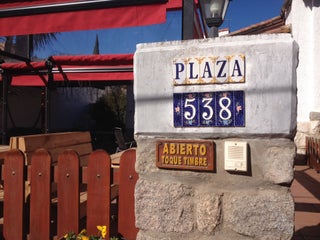 PLAZA
538
ABIERTO
TOQUE TIMBRE